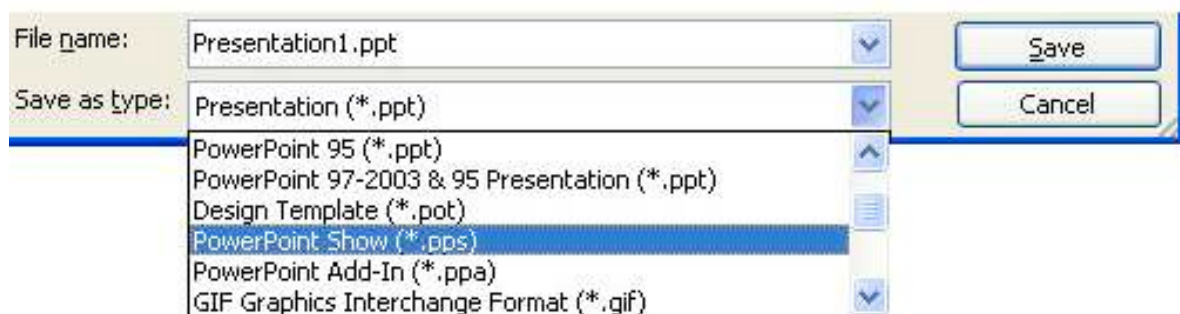 File name: Presentation1.ppt Save
Save as type: Presentation (*.ppt) Cancel
PowerPoint 95 (*.ppt)
PowerPoint 97-2003 & 95 Presentation (*.ppt)
Design Template (*.pot)
PowerPoint Show (*.pps)
PowerPoint Add-In (*.ppa)
GIF Graphics Interchange Format (*.gif)